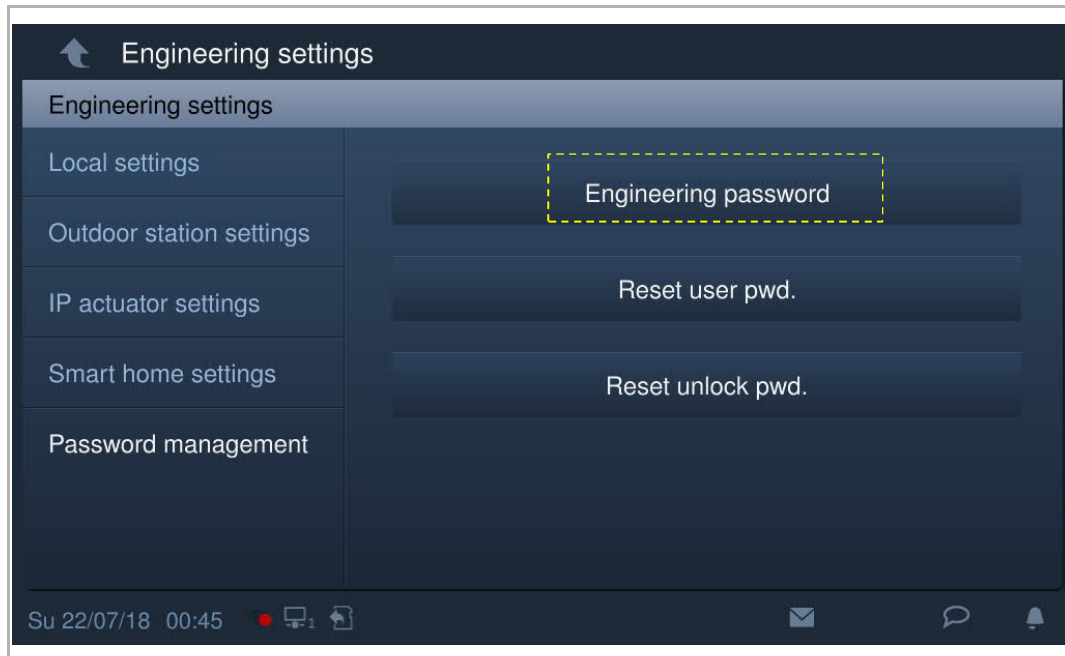 Engineering settings
Engineering settings
Local settings
Outdoor station settings
IP actuator settings
Smart home settings
Password management
Engineering password
Reset user pwd.
Reset unlock pwd.
Su 22/07/18 00:45 1